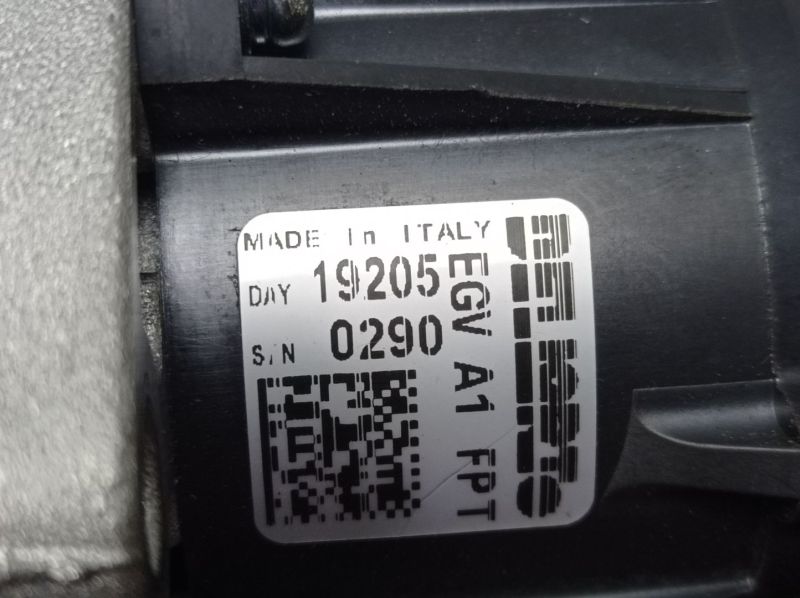 MADE In ITALY
DAY 19205
S/N 0290
EGV A1 FPT